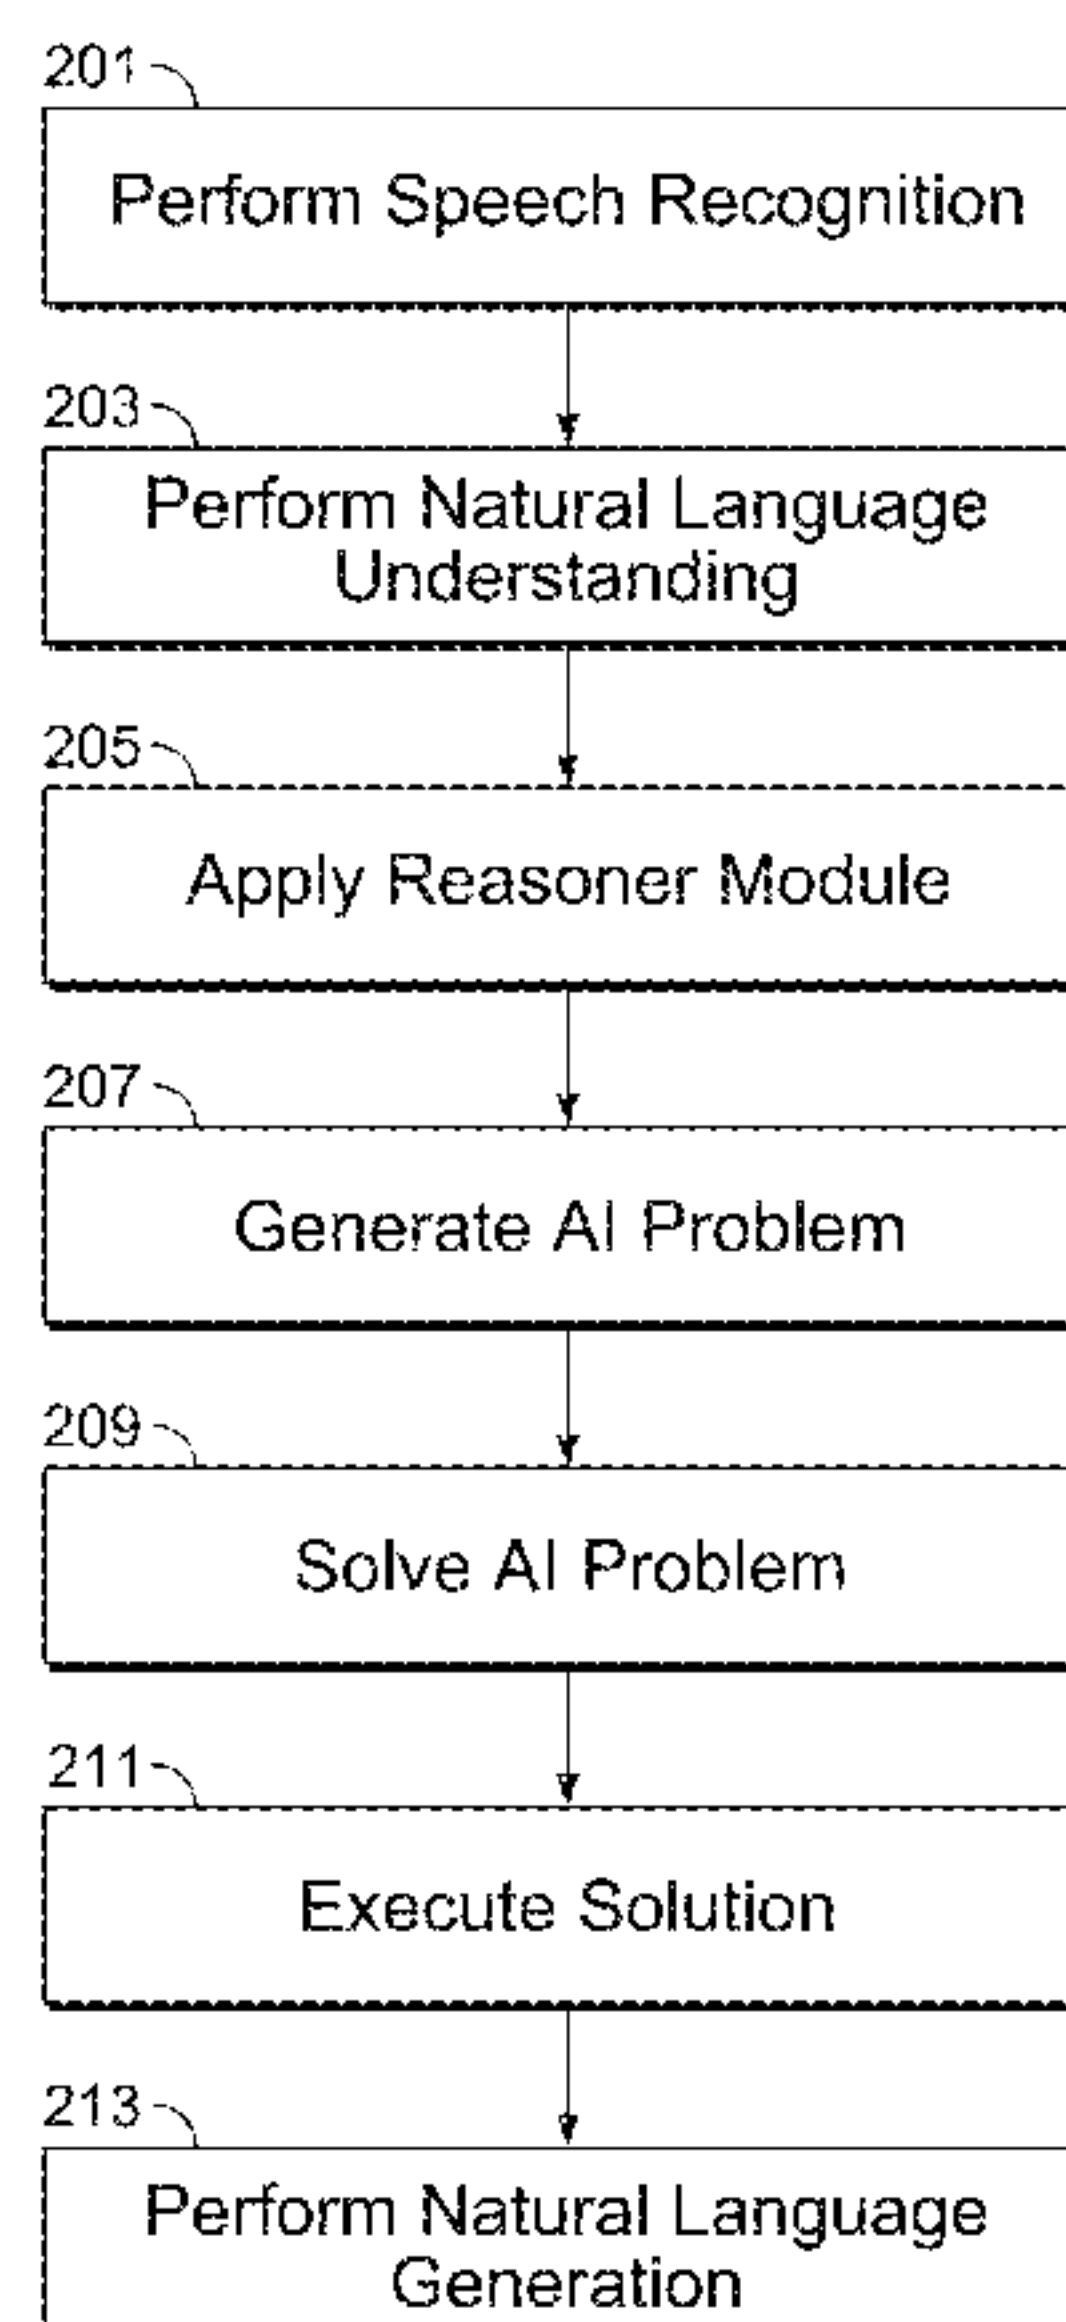 201
Perform Speech Recognition
203
Perform Natural Language
Understanding
205
Apply Reasoner Module
207
Generate AI Problem
209
Solve AI Problem
211
Execute Solution
213
Perform Natural Language
Generation